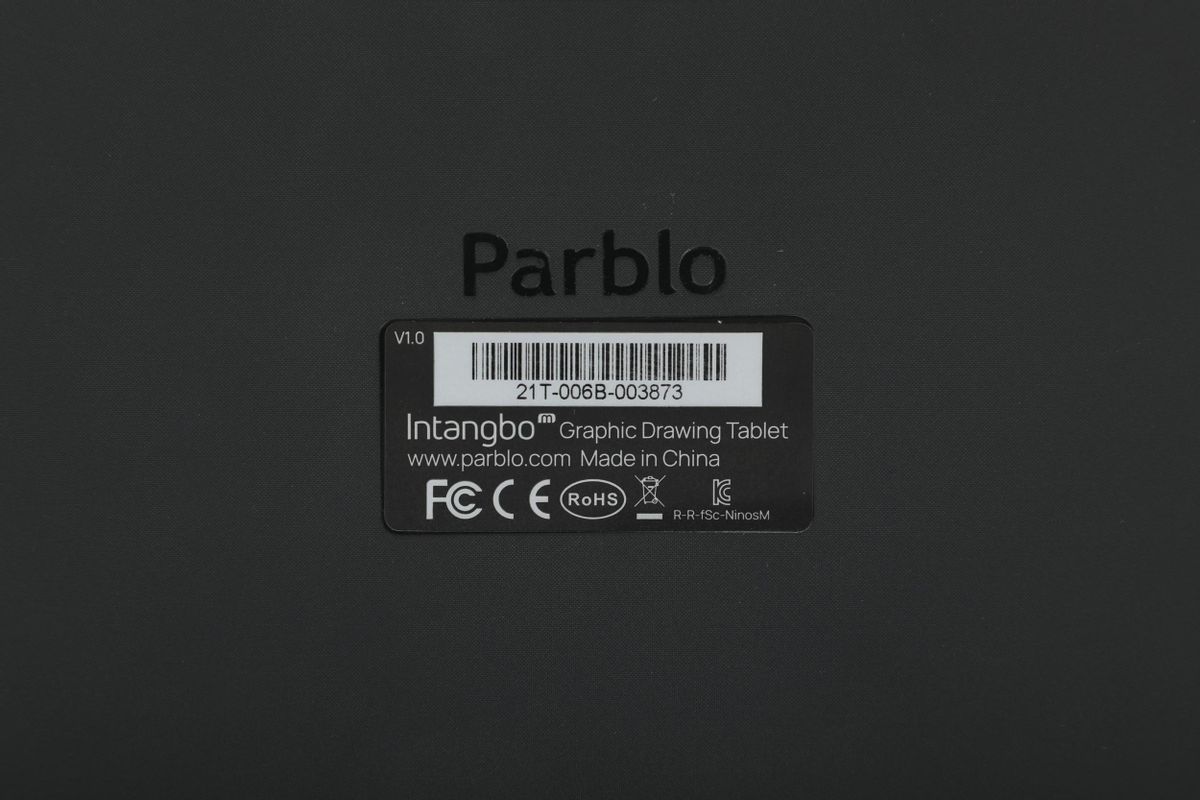 Parblo
V1.0
21T-006B-003873
Intangbo m Graphic Drawing Tablet
www.parblo.com Made in China
FC CE RoHS
R-R-fSc-NinosM